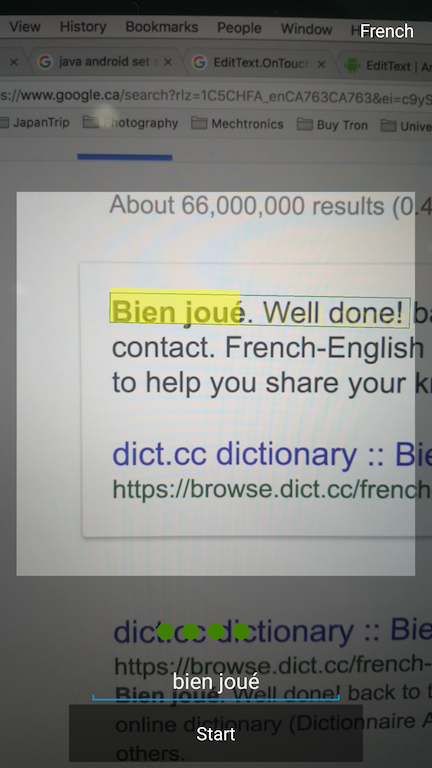 View History Bookmarks People Window
French
java android set
EditText.OnTouch
EditText
s://www.google.ca/search?rlz=1C5CHFA_enCA763CA763&ei=c9yS
JapanTrip Photography Mechtronics Buy Tron Unive
About 66,000,000 results (0.4
Bien joué. Well done! ba
contact. French-English
to help you share your k
dict.cc dictionary :: Bie
https://browse.dict.cc/french
dict.cc dictionary :: Bie
https://browse.dict.cc/french-
bien joué
Bien joué. Well done! back to t
Start
online dictionary (Dictionnaire A
others.